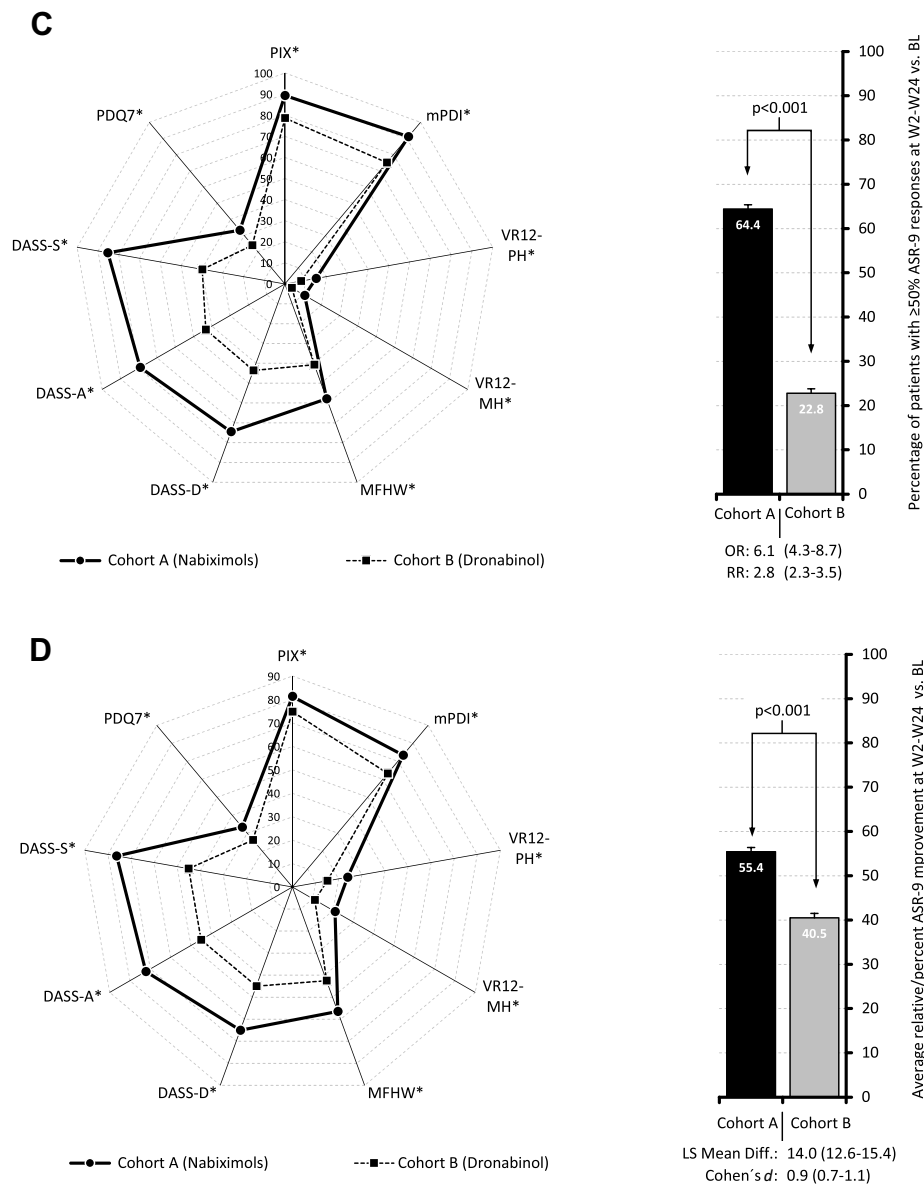 C
PIX*
100
90
80
70
60
50
40
30
20
10
0
PDQ7*
mPDI*
DASS-S*
VR12-
PH*
DASS-A*
VR12-
MH*
DASS-D*
MFHW*
Cohort A (Nabiximols)
Cohort B (Dronabinol)
100
90
80
70
60
50
40
30
20
10
0
Percentage of patients with ≥50% ASR-9 responses at W2-W24 vs. BL
p<0.001
64.4
22.8
Cohort A
Cohort B
OR: 6.1 (4.3-8.7)
RR: 2.8 (2.3-3.5)
D
PIX*
90
80
70
60
50
40
30
20
10
0
PDQ7*
mPDI*
DASS-S*
VR12-
PH*
DASS-A*
VR12-
MH*
DASS-D*
MFHW*
Cohort A (Nabiximols)
Cohort B (Dronabinol)
100
90
80
70
60
50
40
30
20
10
0
Average relative/percent ASR-9 mprovement at W2-W24 vs. BL
p<0.001
55.4
40.5
Cohort A
Cohort B
LS Mean Diff.: 14.0 (12.6-15.4)
Cohen´s d: 0.9 (0.7-1.1)